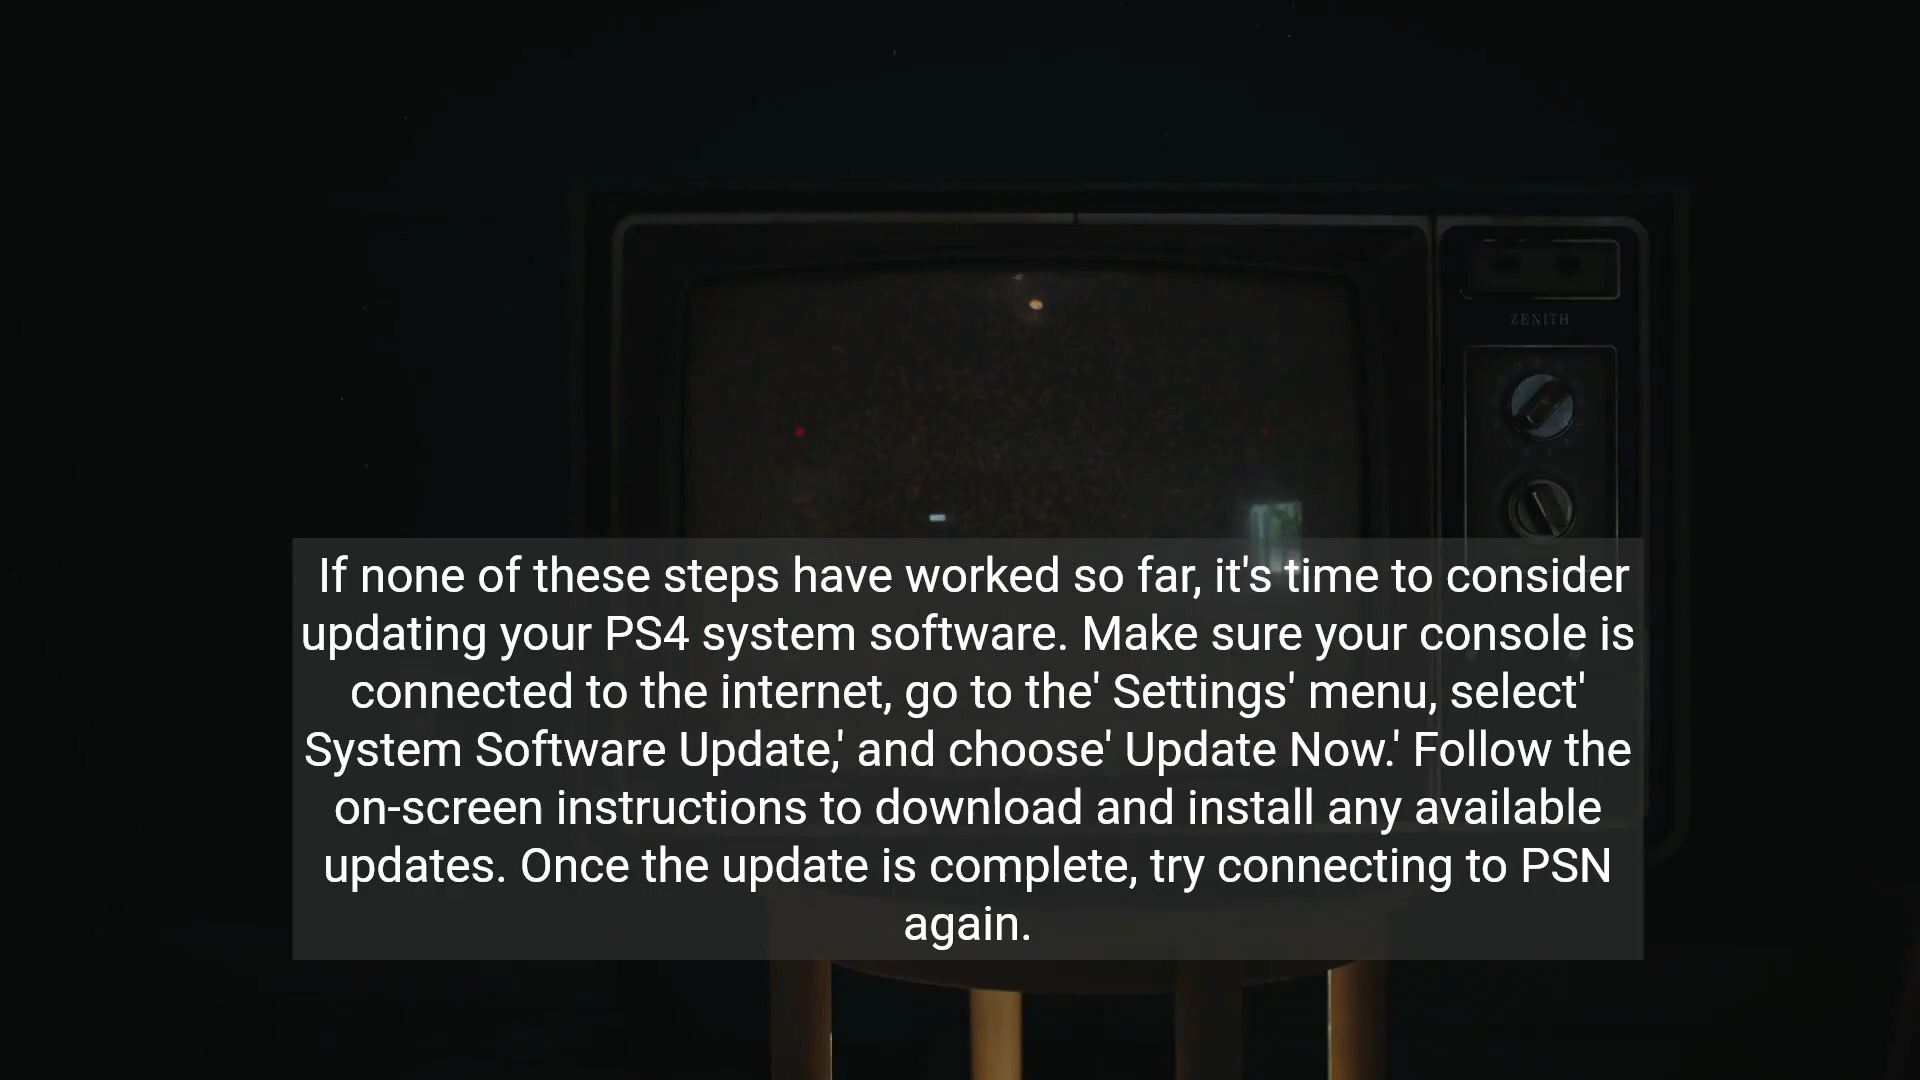 ZENITH
If none of these steps have worked so far, it's time to consider
updating your PS4 system software. Make sure your console is
connected to the internet, go to the' Settings' menu, select'
System Software Update,' and choose' Update Now.' Follow the
on-screen instructions to download and install any available
updates. Once the update is complete, try connecting to PSN
again.